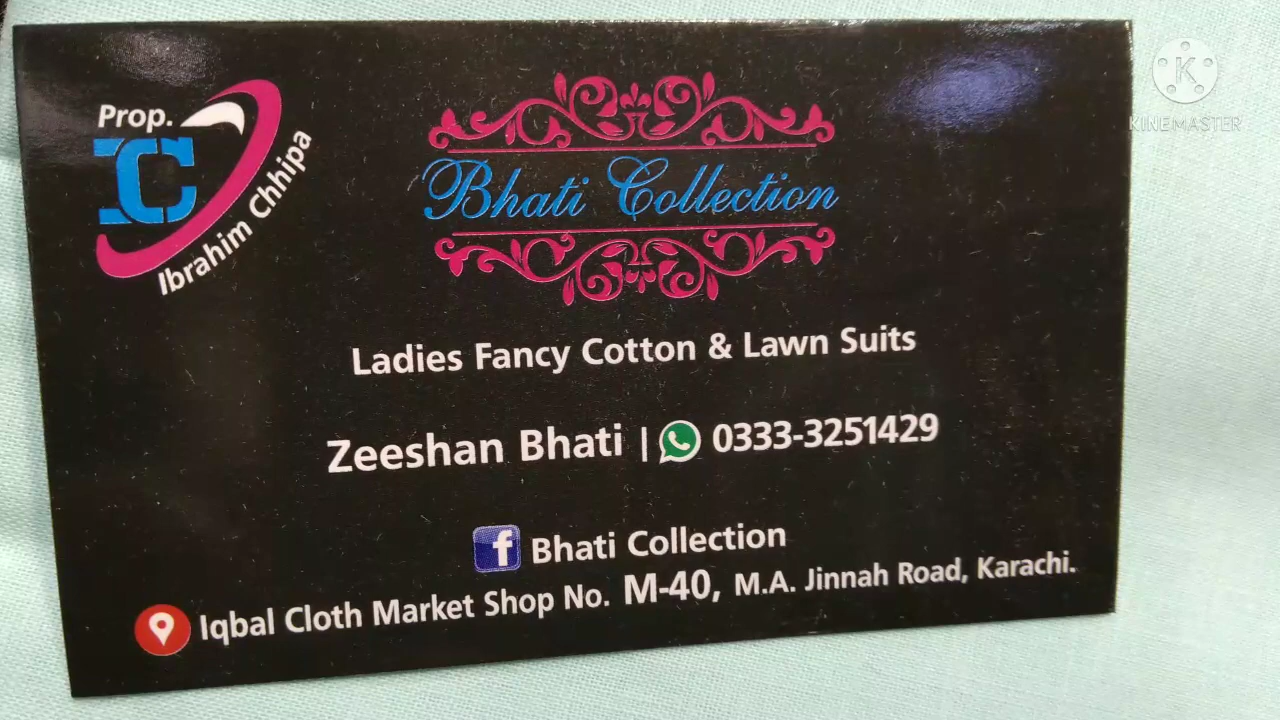 Prop.
IC
Ibrahim Chhipa
Bhati Collection
Ladies Fancy Cotton & Lawn Suits
Zeeshan Bhati | 0333-3251429
f Bhati Collection
Iqbal Cloth Market Shop No. M-40, M.A. Jinnah Road, Karachi.
K
KINEMASTER